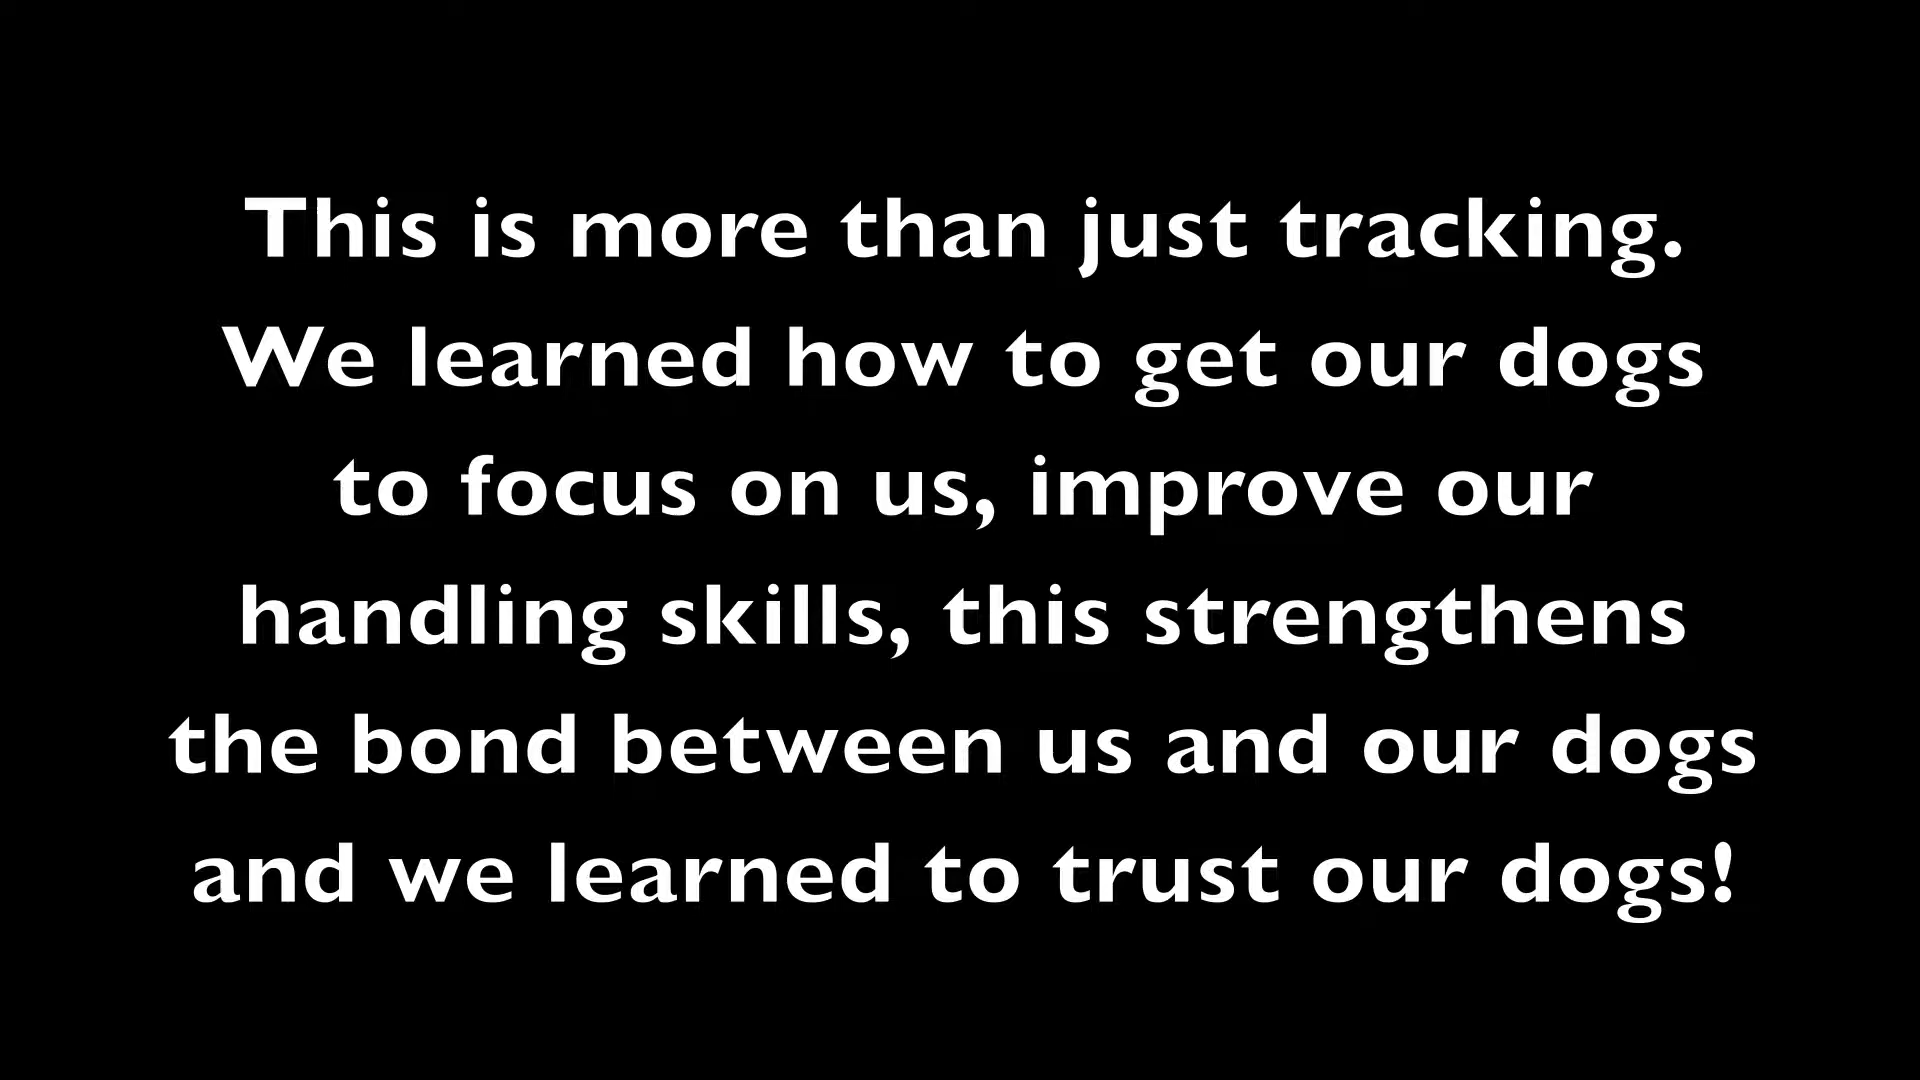 This is more than just tracking.
We learned how to get our dogs
to focus on us, improve our
handling skills, this strengthens
the bond between us and our dogs
and we learned to trust our dogs!